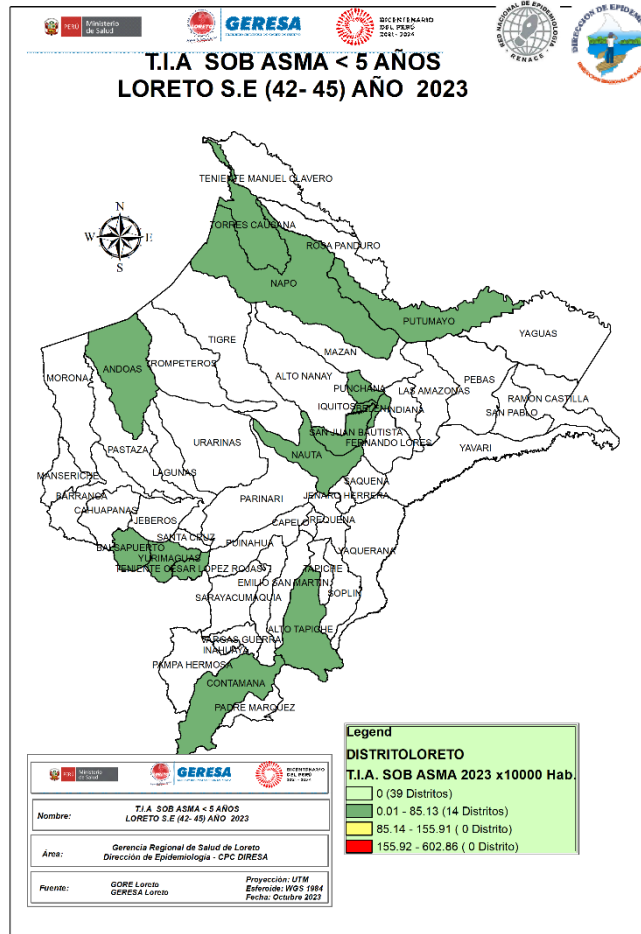 PERÚ
Ministerio
de Salud
GERESA
BICENTENARIO
DEL PERÚ
2021 - 2024
RED NACIONAL DE EPIDEMIOLOGÍA
- RENACE -
T.I.A SOB ASMA < 5 AÑOS
LORETO S.E (42- 45) AÑO 2023
N
W E
S
TENIENTE MANUEL CLAVERO
TORRES CAUSANA
ROSA PANDURO
NAPO
PUTUMAYO
YAGUAS
TIGRE
MAZAN
ANDOAS
TROMPETEROS
MORONA
ALTO NANAY
PUNCHANA
LAS AMAZONAS
PEBAS
RAMON CASTILLA
IQUITOS
INDIANA
SAN PABLO
SAN JUAN BAUTISTA
FERNANDO LORES
YAVARI
URARINAS
NAUTA
PASTAZA
LAGUNAS
MANSERICHE
SAQUENA
BARRANCA
PARINARI
JENARO HERRERA
CAHUAPANAS
JEBEROS
CAPELO
REQUENA
SANTA CRUZ
PUINAHUA
YAQUERANA
BALSAPUERTO
YURIMAGUAS
TENIENTE CESAR LOPEZ ROJAS
TAPICHE
EMILIO SAN MARTIN
SOPLIN
SARAYACU
MAQUIA
ALTO TAPICHE
VARGAS GUERRA
INAHUAYA
PAMPA HERMOSA
CONTAMANA
PADRE MARQUEZ
Legend
DISTRITOLORETO
T.I.A. SOB ASMA 2023 x10000 Hab.
0 (39 Distritos)
0.01 - 85.13 (14 Distritos)
85.14 - 155.91 ( 0 Distrito)
155.92 - 602.86 ( 0 Distrito)
PERÚ
Ministerio
de Salud
GERESA
BICENTENARIO
DEL PERÚ
2021 - 2024
Nombre:
T.I.A SOB ASMA < 5 AÑOS
LORETO S.E (42- 45) AÑO 2023
Área:
Gerencia Regional de Salud de Loreto
Dirección de Epidemiologia - CPC DIRESA
Fuente:
GORE Loreto
GERESA Loreto
Proyección: UTM
Esferoide: WGS 1984
Fecha: Octubre 2023